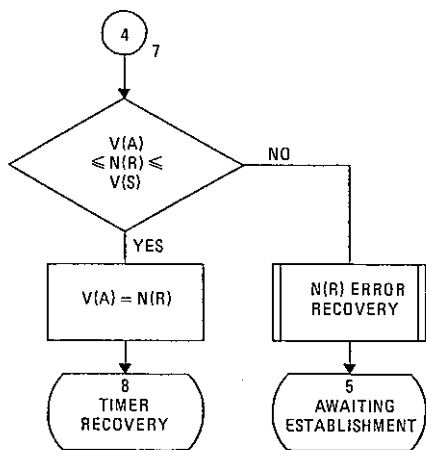 4
7
V(A)
≤ N(R) ≤
V(S)
NO
YES
V(A) = N(R)
N(R) ERROR
RECOVERY
8
TIMER
RECOVERY
5
AWAITING
ESTABLISHMENT